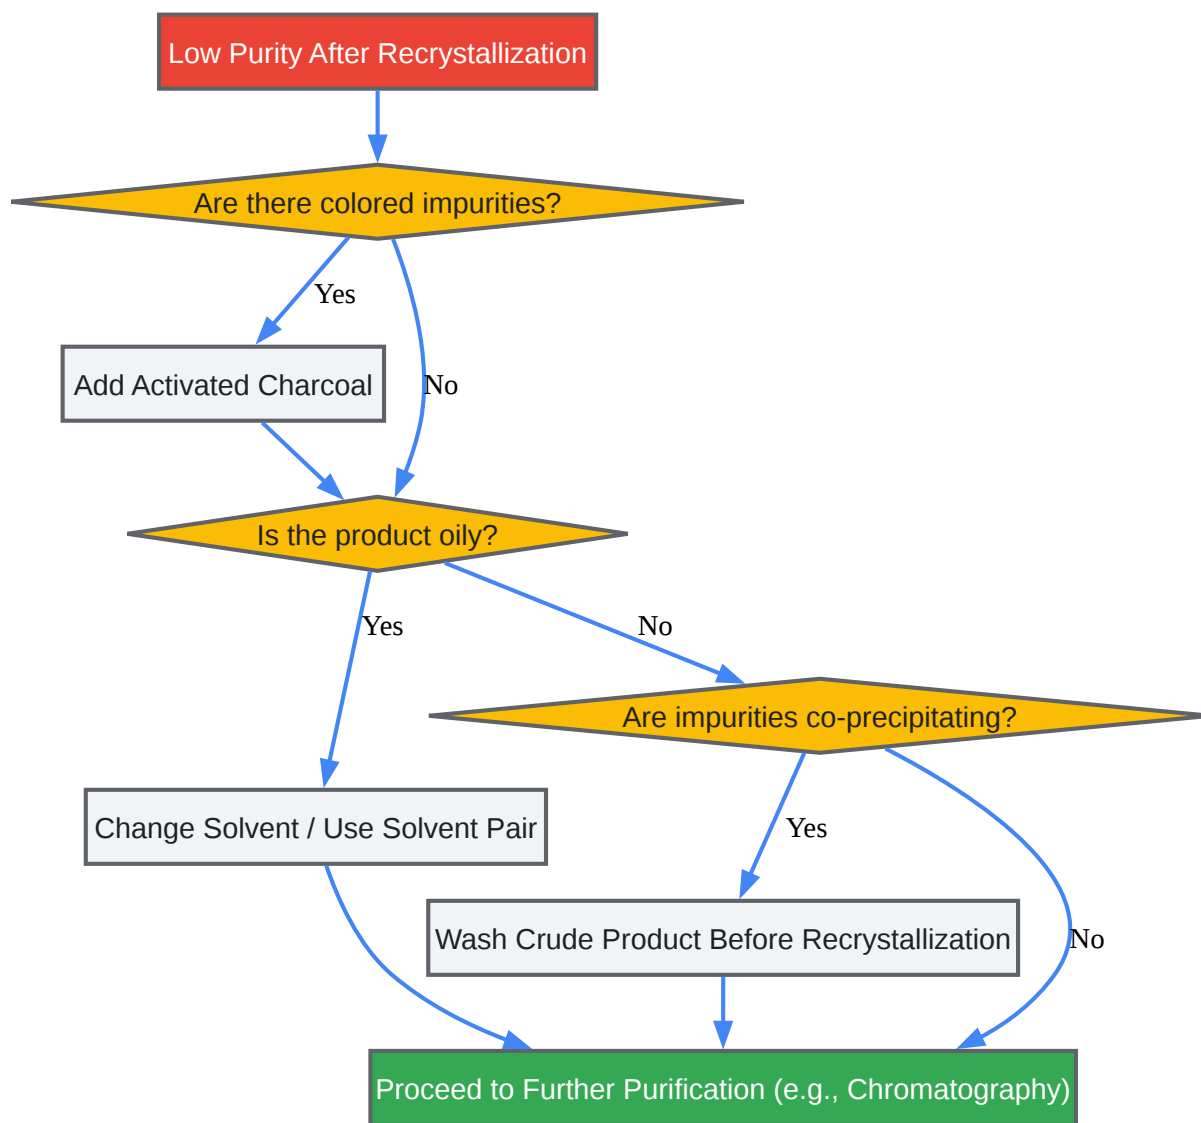 Low Purity After Recrystallization
Are there colored impurities?
Yes
Add Activated Charcoal
No
Is the product oily?
Yes
No
Are impurities co-precipitating?
Change Solvent / Use Solvent Pair
Yes
Wash Crude Product Before Recrystallization
No
Proceed to Further Purification (e.g., Chromatography)